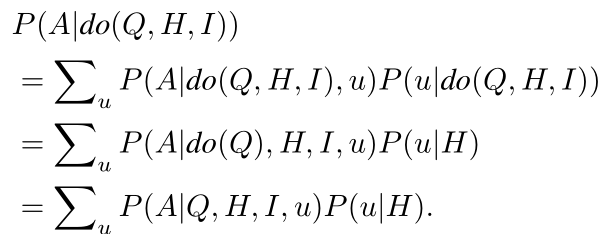 P(A|do(Q, H, I))
= ∑_u P(A|do(Q, H, I), u)P(u|do(Q, H, I))
= ∑_u P(A|do(Q), H, I, u)P(u|H)
= ∑_u P(A|Q, H, I, u)P(u|H).